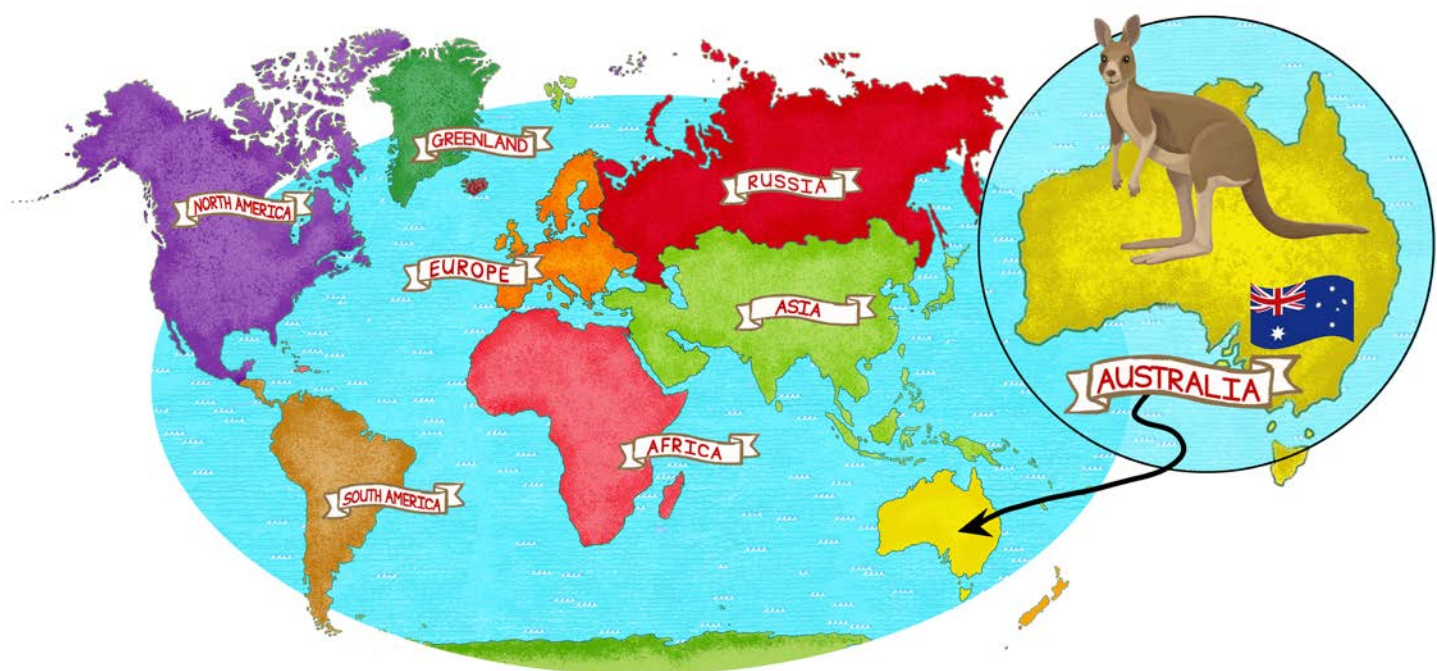 GREENLAND
NORTH AMERICA
RUSSIA
EUROPE
ASIA
AUSTRALIA
AFRICA
SOUTH AMERICA